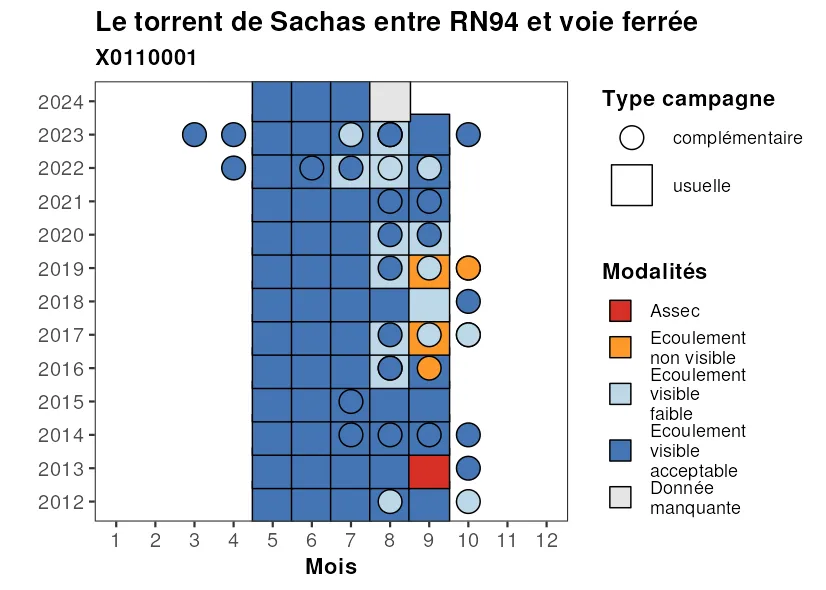 Le torrent de Sachas entre RN94 et voie ferrée
X0110001
2024
2023
2022
2021
2020
2019
2018
2017
2016
2015
2014
2013
2012
1 2 3 4 5 6 7 8 9 10 11 12
Mois
Type campagne
complémentaire
usuelle
Modalités
Assec
Ecoulement
non visible
Ecoulement
visible
faible
Ecoulement
visible
acceptable
Donnée
manquante